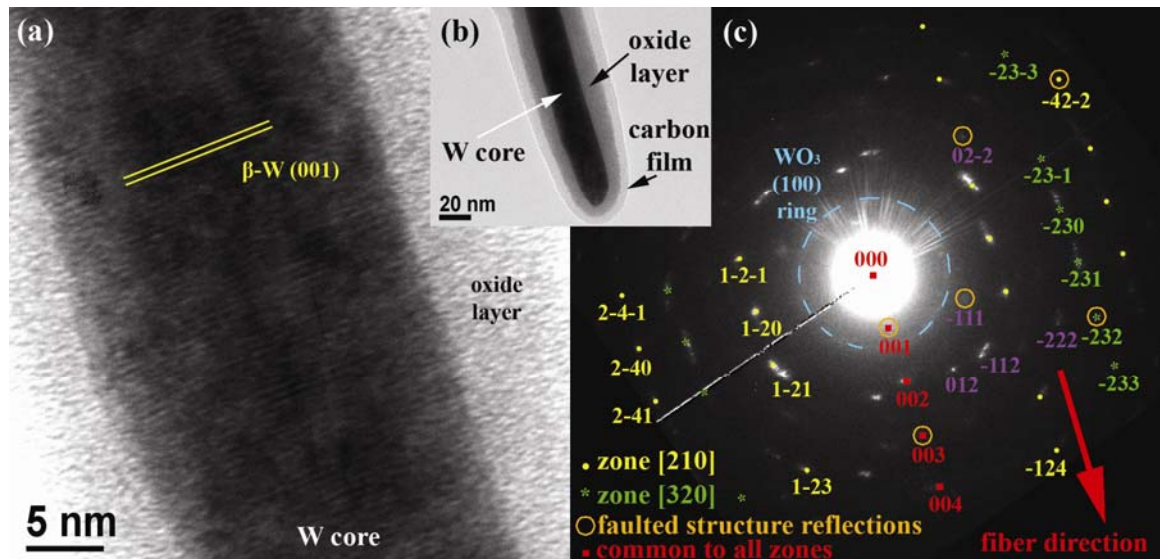 (a)
β-W (001)
oxide
layer
W core
5 nm
(b)
oxide
layer
W core
carbon
film
20 nm
(c)
-23-3
-42-2
WO₃
(100)
ring
02-2
-23-1
-230
000
1-2-1
-231
2-4-1
1-20
-111
001
-222
-232
2-40
012
-112
-233
1-21
002
2-41
003
zone [210]
-124
1-23
004
zone [320]
faulted structure reflections
common to all zones
fiber direction